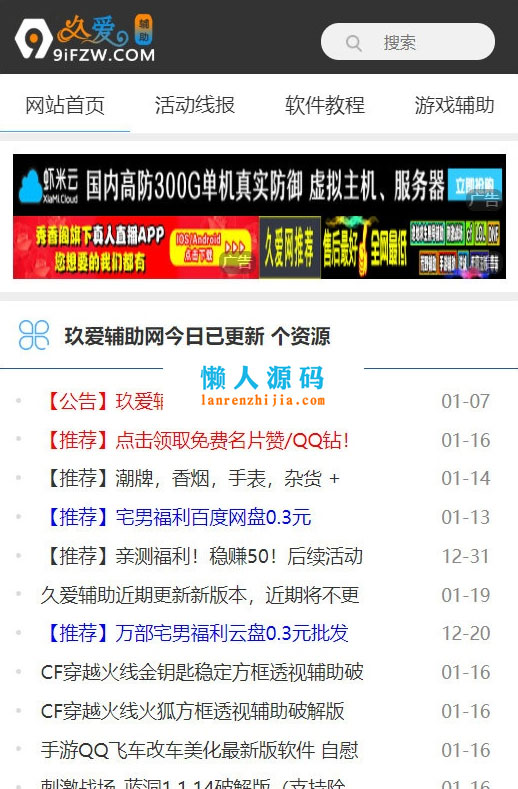 久爱 辅助
9iFZW.COM
搜索
网站首页 活动线报 软件教程 游戏辅助
虾米云 XiaMi Cloud 国内高防300G单机真实防御 虚拟主机、服务器 立即抢购
广告
秀香阁旗下真人直播APP
您想要的我们都有
IOS/Android
点击下载
广告
久爱网推荐
售后最好 全网最低
玖爱辅助网今日已更新 个资源
懒人源码
lanrenzhijia.com
【公告】玖爱辅 01-07
【推荐】点击领取免费名片赞/QQ钻! 01-16
【推荐】潮牌，香烟，手表，杂货 + 01-14
【推荐】宅男福利百度网盘0.3元 01-13
【推荐】亲测福利！稳赚50！后续活动 12-31
久爱辅助近期更新新版本，近期将不更 01-19
【推荐】万部宅男福利云盘0.3元批发 12-20
CF穿越火线金钥匙稳定方框透视辅助破 01-16
CF穿越火线火狐方框透视辅助破解版 01-16
手游QQ飞车改车美化最新版软件 自慰 01-16
刺激战场-蓝洞1.1.14破解版（支持除 01-16